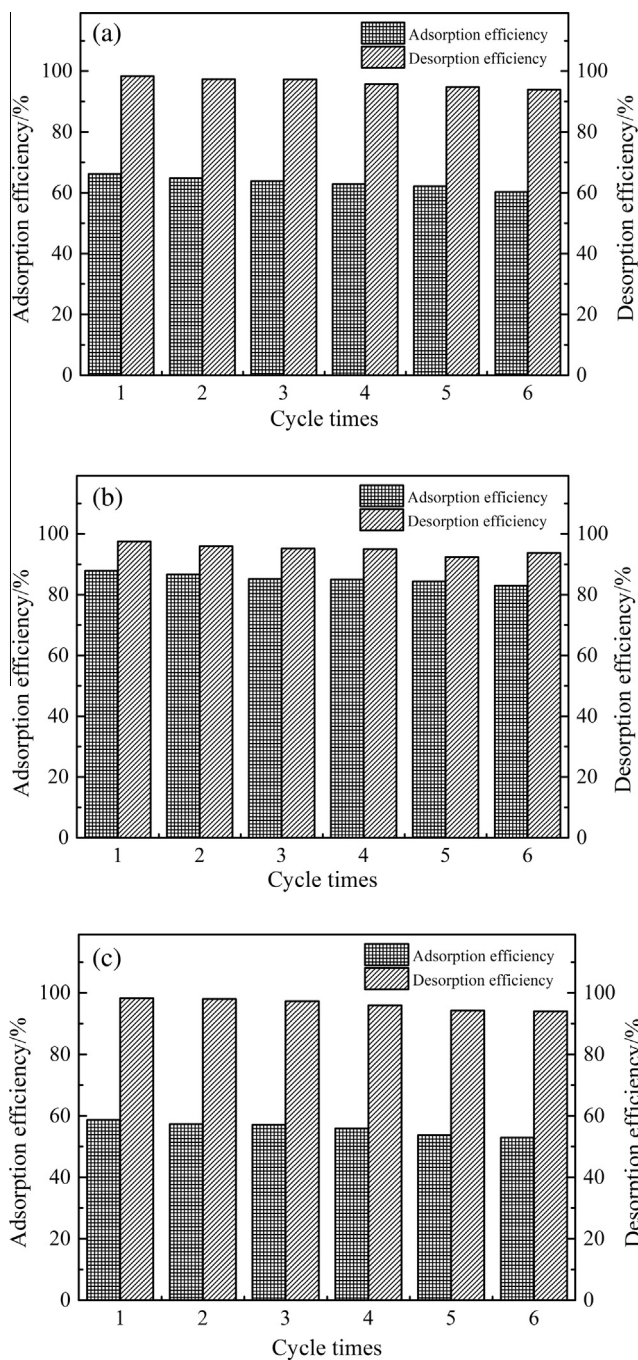 (a)
Adsorption efficiency
Desorption efficiency
100 100
80 80
60 60
40 40
20 20
0 0
Adsorption efficiency/%
Desorption efficiency/%
1 2 3 4 5 6
Cycle times
(b)
Adsorption efficiency
Desorption efficiency
100 100
80 80
60 60
40 40
20 20
0 0
Adsorption efficiency/%
Desorption efficiency/%
1 2 3 4 5 6
Cycle times
(c)
Adsorption efficiency
Desorption efficiency
100 100
80 80
60 60
40 40
20 20
0 0
Adsorption efficiency/%
Desorption efficiency/%
1 2 3 4 5 6
Cycle times